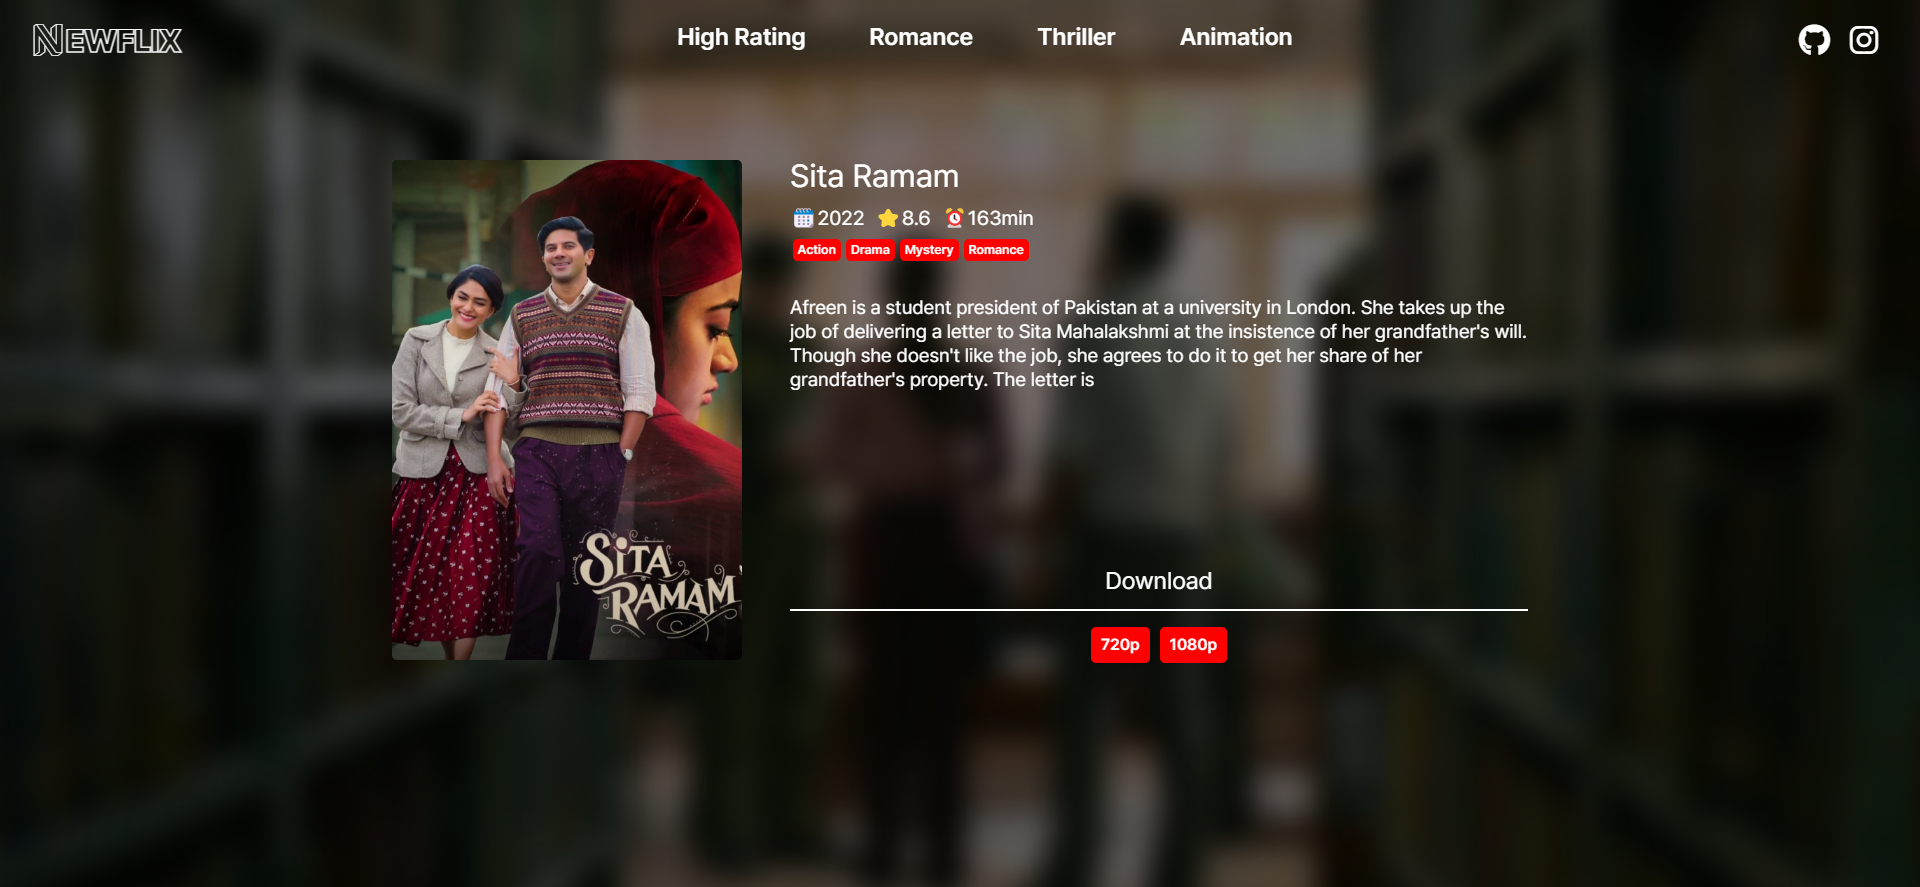 NEWFLIX
High Rating
Romance
Thriller
Animation
Sita Ramam
2022 8.6 163min
Action Drama Mystery Romance
Afreen is a student president of Pakistan at a university in London. She takes up the
job of delivering a letter to Sita Mahalakshmi at the insistence of her grandfather's will.
Though she doesn't like the job, she agrees to do it to get her share of her
grandfather's property. The letter is
SiTA
RAMAM
Download
720p 1080p